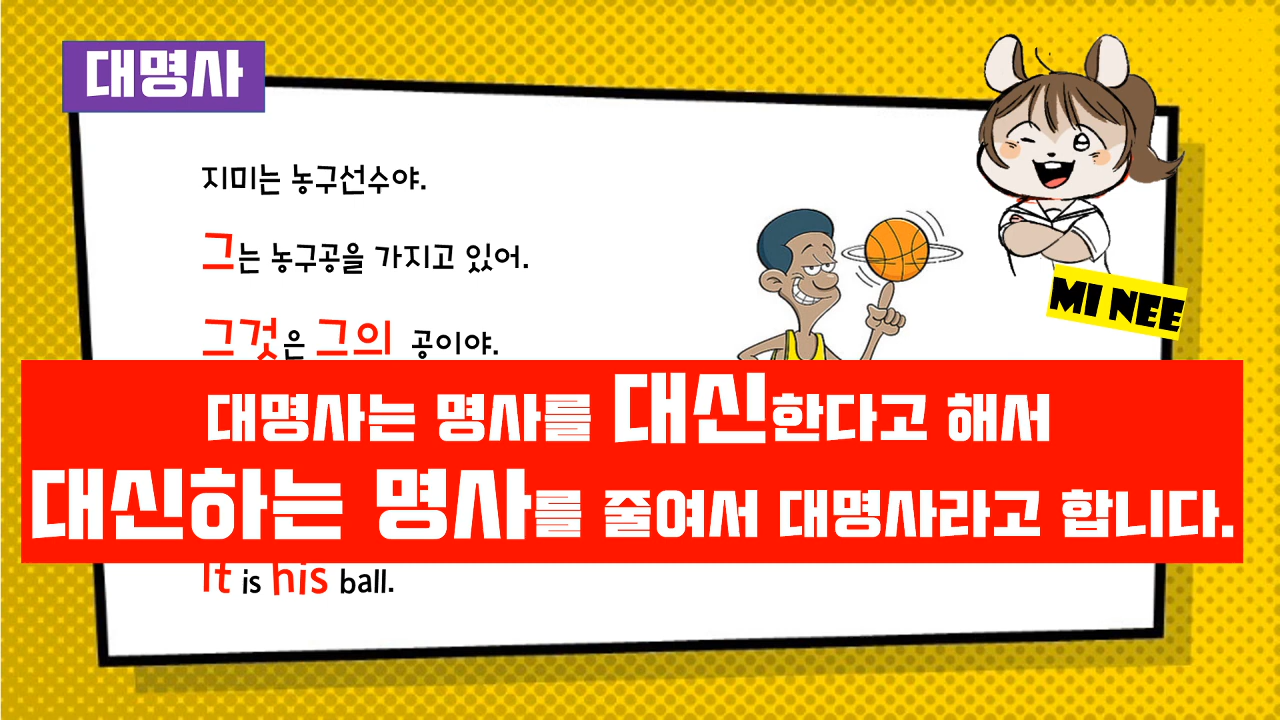 대명사
지미는 농구선수야.
그는 농구공을 가지고 있어.
그것은 그의 공이야.
MI NEE
대명사는 명사를 대신한다고 해서
대신하는 명사를 줄여서 대명사라고 합니다.
It is his ball.